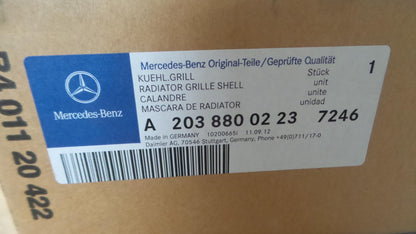 Mercedes-Benz Original-Teile/Geprüfte Qualität
KUEHL.GRILL Stück 1
RADIATOR GRILLE SHELL unit
CALANDRE unite
MASCARA DE RADIATOR unidad
Mercedes-Benz
A 203 880 02 23 7246
Made in GERMANY 10200665i 11.09.12
Daimler AG, 70546 Stuttgart, Germany, Phone +49(0)711/17-0
011 20 422